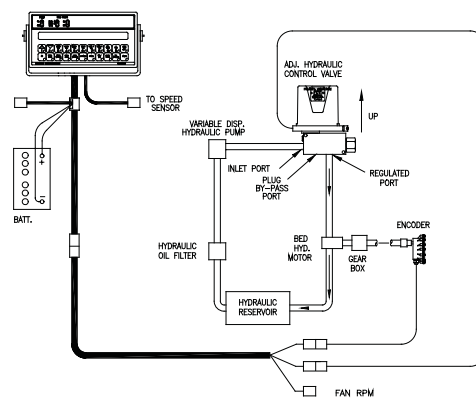 ADJ. HYDRAULIC
CONTROL VALVE
TO SPEED
SENSOR
UP
VARIABLE DISP.
HYDRAULIC PUMP
INLET PORT
PLUG
BY-PASS
PORT
REGULATED
PORT
+
-
BATT.
ENCODER
HYDRAULIC
OIL FILTER
BED
HYD.
MOTOR
GEAR
BOX
HYDRAULIC
RESERVOIR
FAN RPM